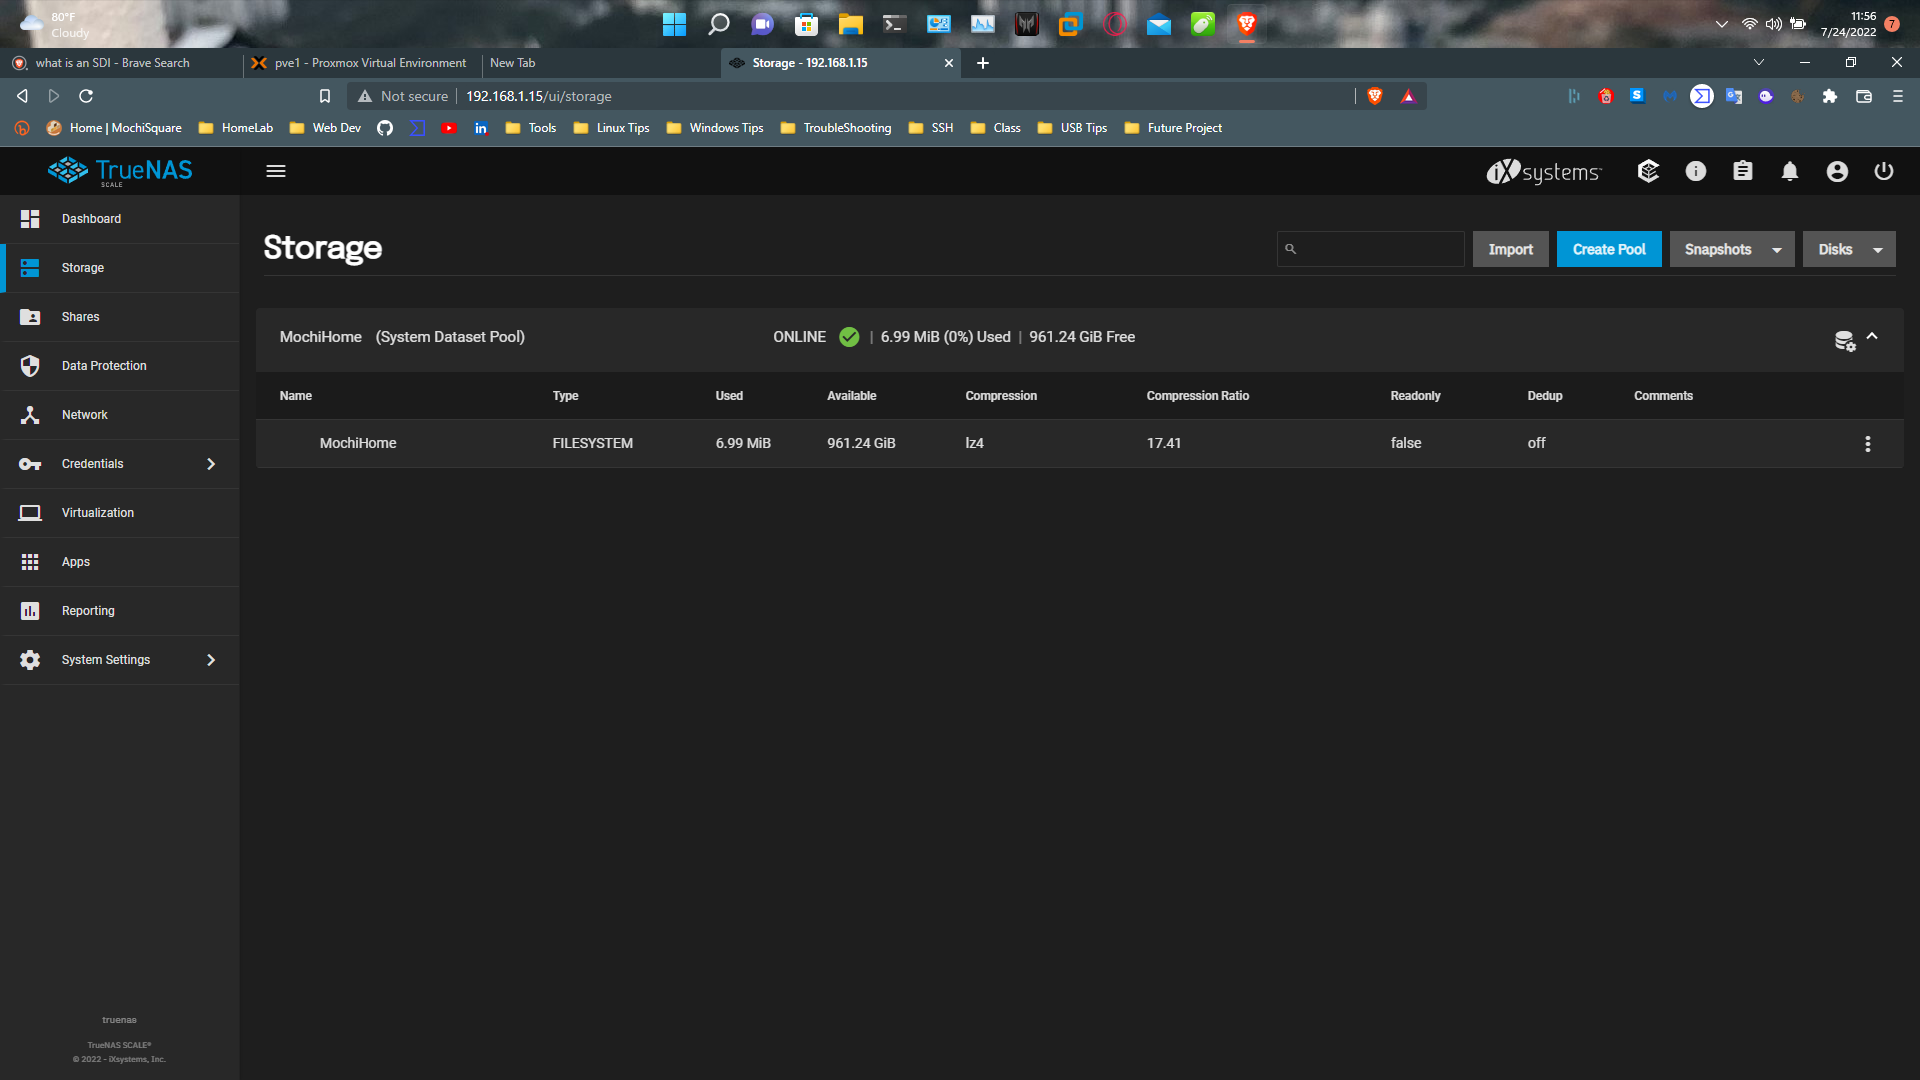 80°F
Cloudy
11:56
7/24/2022
7
what is an SDI - Brave Search
pve1 - Proxmox Virtual Environment
New Tab
Storage - 192.168.1.15
Not secure
192.168.1.15/ui/storage
Home | MochiSquare
HomeLab
Web Dev
Tools
Linux Tips
Windows Tips
TroubleShooting
SSH
Class
USB Tips
Future Project
TrueNAS
SCALE
iXsystems
Dashboard
Storage
Shares
Data Protection
Network
Credentials
Virtualization
Apps
Reporting
System Settings
truenas
TrueNAS SCALE®
© 2022 - iXsystems, Inc.
Storage
Import
Create Pool
Snapshots
Disks
MochiHome (System Dataset Pool)
ONLINE | 6.99 MiB (0%) Used | 961.24 GiB Free
Name Type Used Available Compression Compression Ratio Readonly Dedup Comments
MochiHome FILESYSTEM 6.99 MiB 961.24 GiB lz4 17.41 false off